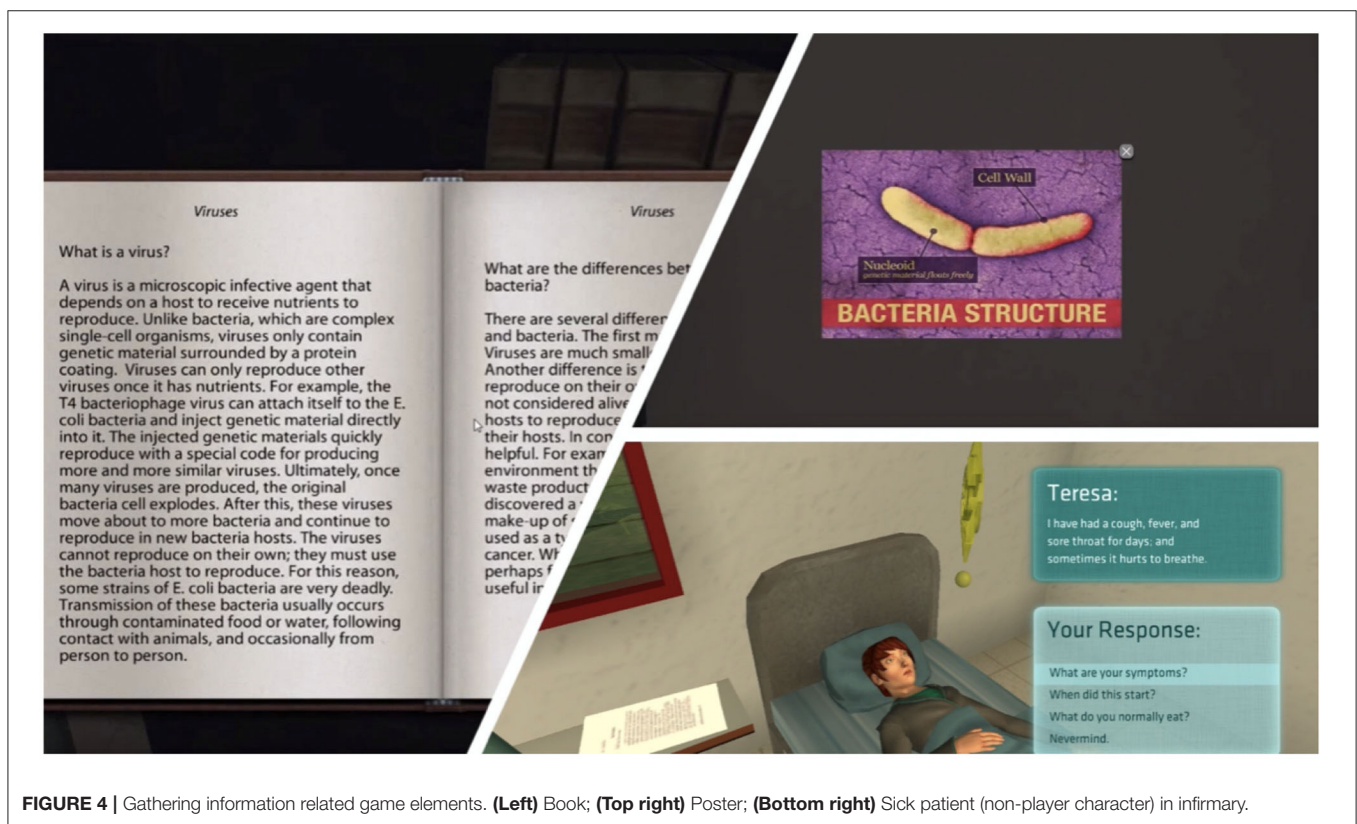 Viruses
What is a virus?
A virus is a microscopic infective agent that
depends on a host to receive nutrients to
reproduce. Unlike bacteria, which are complex
single-cell organisms, viruses only contain
genetic material surrounded by a protein
coating.  Viruses can only reproduce other
viruses once it has nutrients. For example, the
T4 bacteriophage virus can attach itself to the E.
coli bacteria and inject genetic material directly
into it. The injected genetic materials quickly
reproduce with a special code for producing
more and more similar viruses. Ultimately, once
many viruses are produced, the original
bacteria cell explodes. After this, these viruses
move about to more bacteria and continue to
reproduce in new bacteria hosts. The viruses
cannot reproduce on their own; they must use
the bacteria host to reproduce. For this reason,
some strains of E. coli bacteria are very deadly.
Transmission of these bacteria usually occurs
through contaminated food or water, following
contact with animals, and occasionally from
person to person.
Viruses
What are the differences bet
bacteria?
There are several differen
and bacteria. The first m
Viruses are much small
Another difference is
reproduce on their o
not considered alive
hosts to reproduce
their hosts. In con
helpful. For exam
environment th
waste product
discovered a
make-up of
used as a ty
cancer. Wh
perhaps f
useful in
Cell Wall
Nucleoid
genetic material floats freely
BACTERIA STRUCTURE
Teresa:
I have had a cough, fever, and
sore throat for days; and
sometimes it hurts to breathe.
Your Response:
What are your symptoms?
When did this start?
What do you normally eat?
Nevermind.
FIGURE 4 | Gathering information related game elements. (Left) Book; (Top right) Poster; (Bottom right) Sick patient (non-player character) in infirmary.